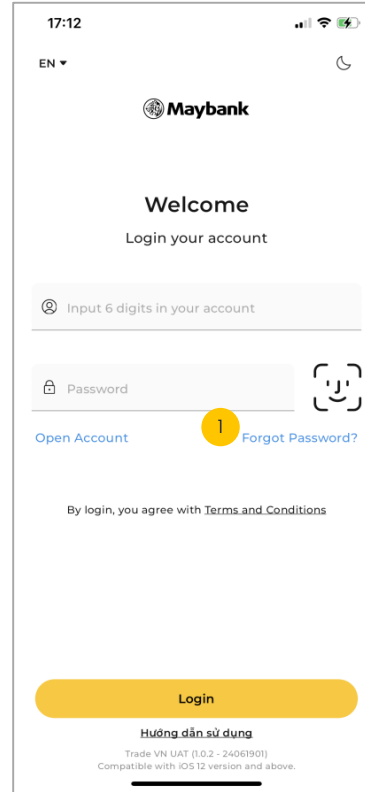 17:12
EN
Maybank
Welcome
Login your account
Input 6 digits in your account
Password
1
Open Account
Forgot Password?
By login, you agree with Terms and Conditions
Login
Hướng dẫn sử dụng
Trade VN UAT (1.0.2 - 24061901)
Compatible with iOS 12 version and above.